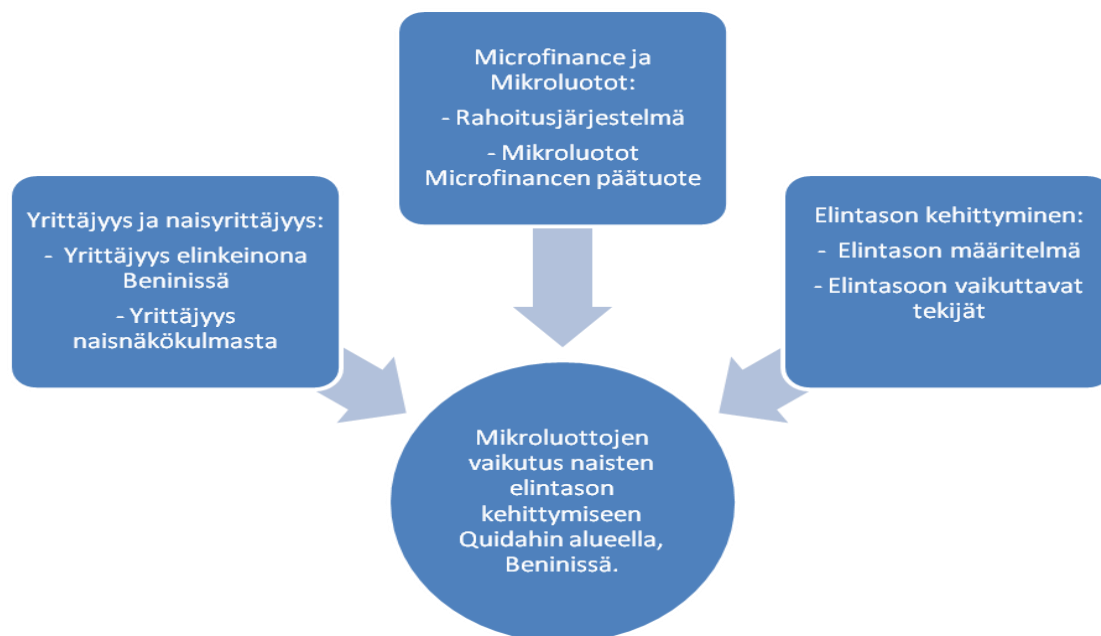 Microfinance ja
Mikroluotot:
- Rahoitusjärjestelmä
- Mikroluotot
Microfinancen päätuote
Yrittäjyys ja naisyrittäjyys:
- Yrittäjyys elinkeinona
Beninissä
- Yrittäjyys
naisnäkökulmasta
Elintason kehittyminen:
- Elintason määritelmä
- Elintasoon vaikuttavat
tekijät
Mikroluottojen
vaikutus naisten
elintason
kehittymiseen
Quidahin alueella,
Beninissä.